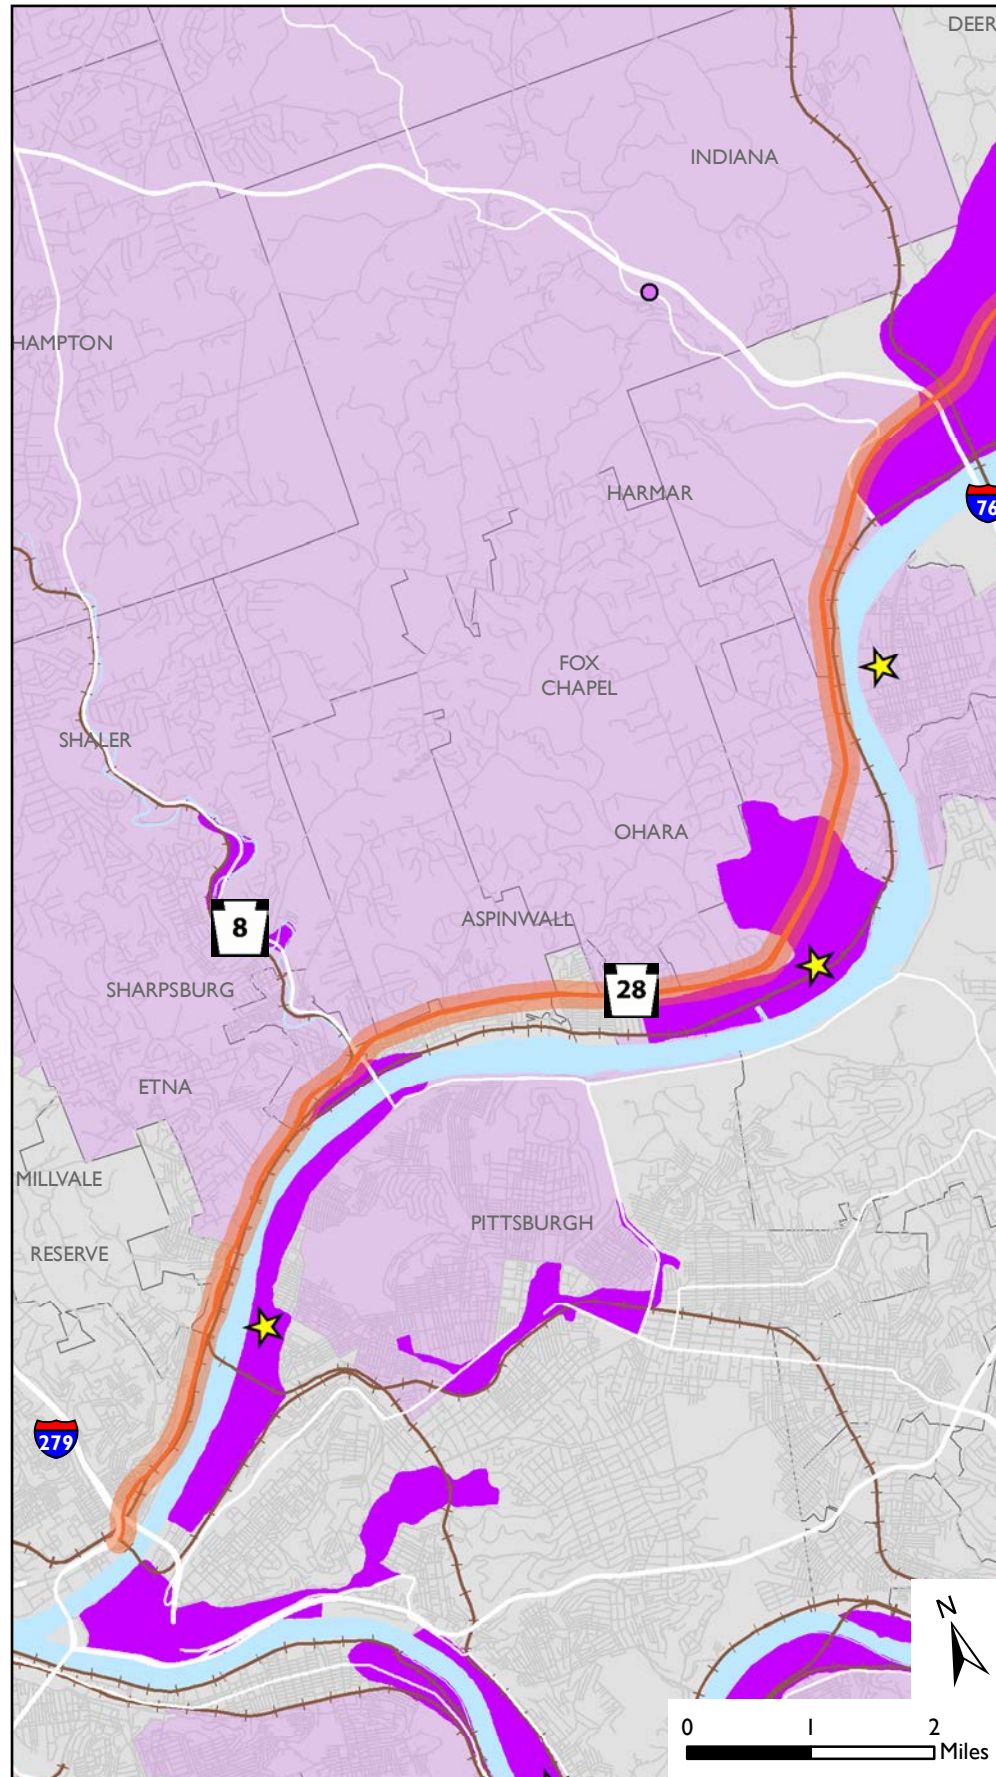 DEER
INDIANA
HAMPTON
HARMAR
76
FOX
CHAPEL
SHALER
OHARA
ASPINWALL
8
28
SHARPSBURG
ETNA
MILLVALE
PITTSBURGH
RESERVE
279
N
0 1 2
Miles